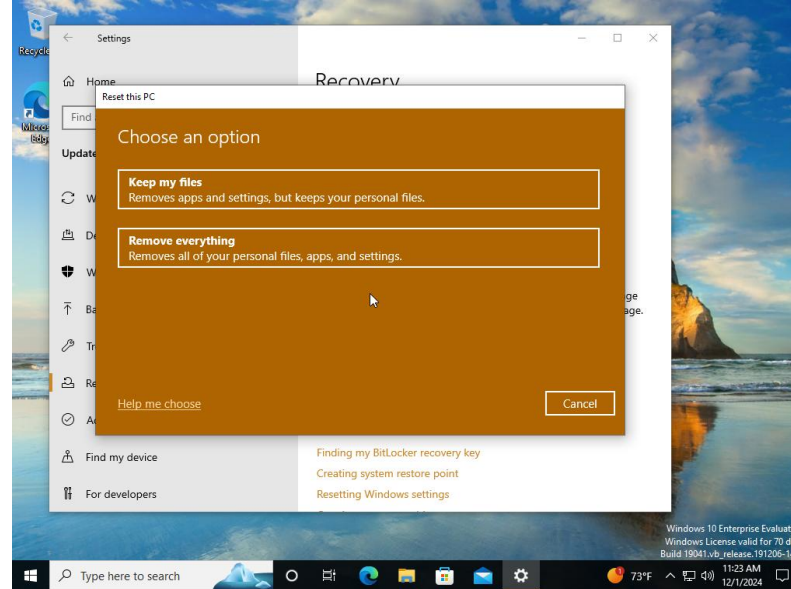 Settings
Home
Recovery
Reset this PC
Find
Choose an option
Keep my files
Removes apps and settings, but keeps your personal files.
Remove everything
Removes all of your personal files, apps, and settings.
Help me choose
Cancel
age.
Find my device
For developers
Finding my BitLocker recovery key
Creating system restore point
Resetting Windows settings
Windows 10 Enterprise Evaluat
Windows License valid for 70 d
Build 19041.vb_release.191206-1
Type here to search
73°F
11:23 AM
12/1/2024